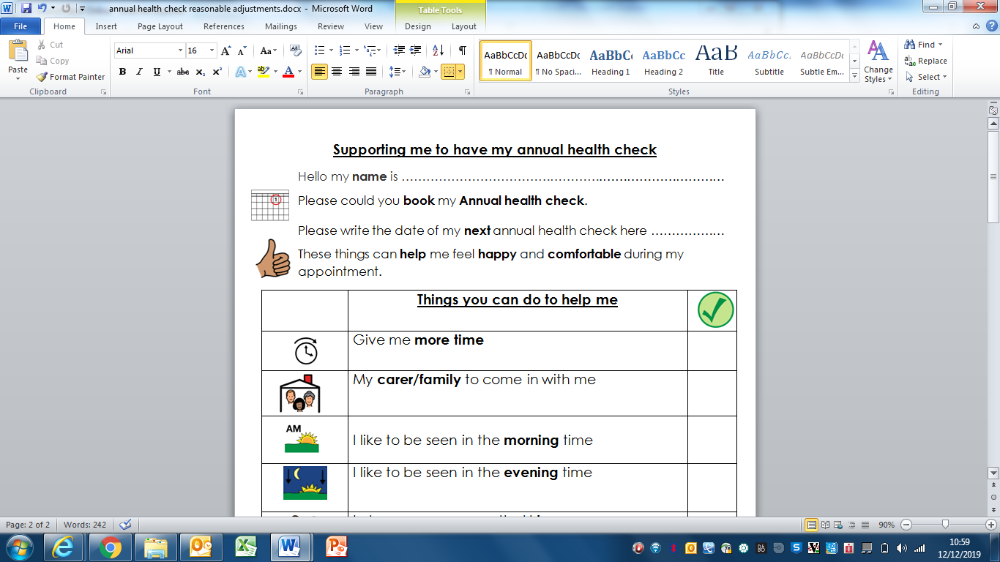 annual health check reasonable adjustments.docx - Microsoft Word
Table Tools
File Home Insert Page Layout References Mailings Review View Design Layout
Paste
Cut
Copy
Format Painter
Clipboard
Arial 16
Font
Paragraph
AaBbCcDc AaBbCcDc AaBbCc AaBbCc AaB AaBbCc. AaBbCcDc
¶ Normal ¶ No Spaci... Heading 1 Heading 2 Title Subtitle Subtle Em...
Styles
Change Styles
Find
Replace
Select
Editing
Supporting me to have my annual health check
Hello my name is ……………………………………………………………………
1
Please could you book my Annual health check.
Please write the date of my next annual health check here ………………
These things can help me feel happy and comfortable during my
appointment.
Things you can do to help me
Give me more time
My carer/family to come in with me
AM
I like to be seen in the morning time
I like to be seen in the evening time
Page: 2 of 2 Words: 242 90%
10:59
12/12/2019